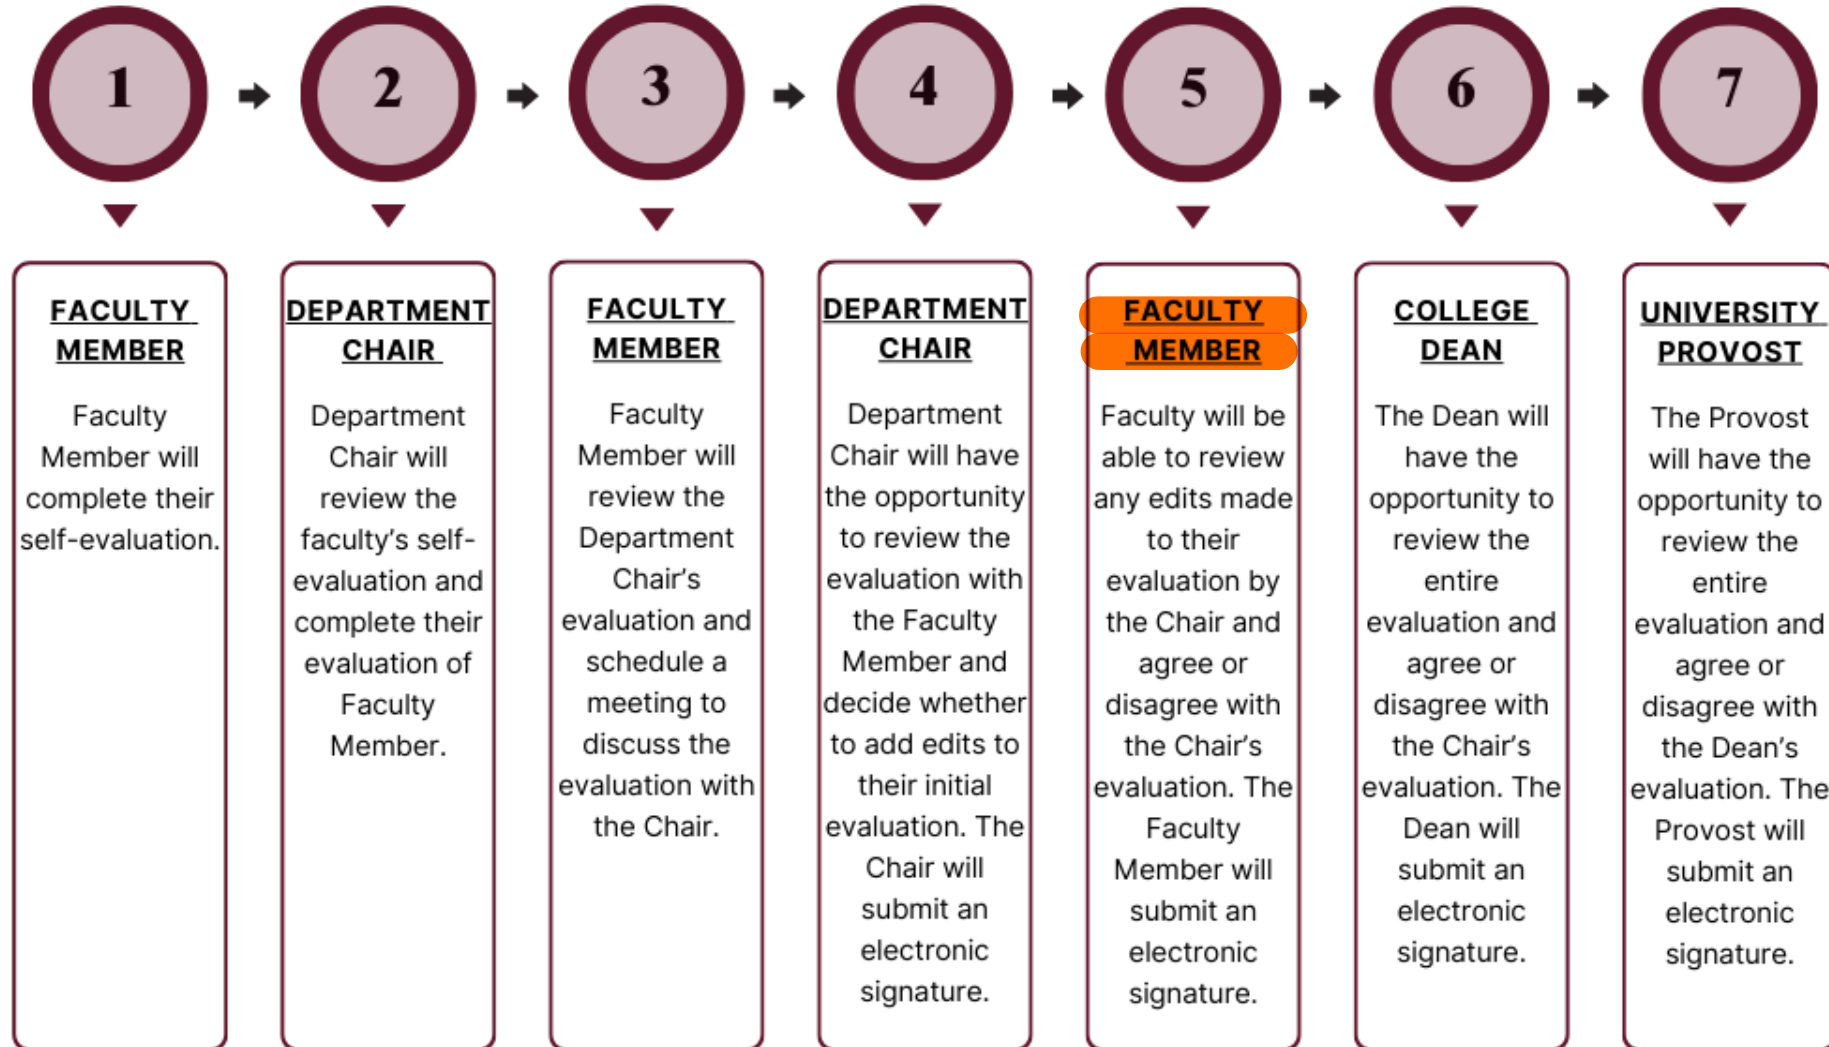 1
2
3
4
5
6
7
FACULTY
MEMBER
Faculty
Member will
complete their
self-evaluation.
DEPARTMENT
CHAIR
Department
Chair will
review the
faculty's self-
evaluation and
complete their
evaluation of
Faculty
Member.
FACULTY
MEMBER
Faculty
Member will
review the
Department
Chair's
evaluation and
schedule a
meeting to
discuss the
evaluation with
the Chair.
DEPARTMENT
CHAIR
Department
Chair will have
the opportunity
to review the
evaluation with
the Faculty
Member and
decide whether
to add edits to
their initial
evaluation. The
Chair will
submit an
electronic
signature.
FACULTY
MEMBER
Faculty will be
able to review
any edits made
to their
evaluation by
the Chair and
agree or
disagree with
the Chair's
evaluation. The
Faculty
Member will
submit an
electronic
signature.
COLLEGE
DEAN
The Dean will
have the
opportunity to
review the
entire
evaluation and
agree or
disagree with
the Chair's
evaluation. The
Dean will
submit an
electronic
signature.
UNIVERSITY
PROVOST
The Provost
will have the
opportunity to
review the
entire
evaluation and
agree or
disagree with
the Dean's
evaluation. The
Provost will
submit an
electronic
signature.